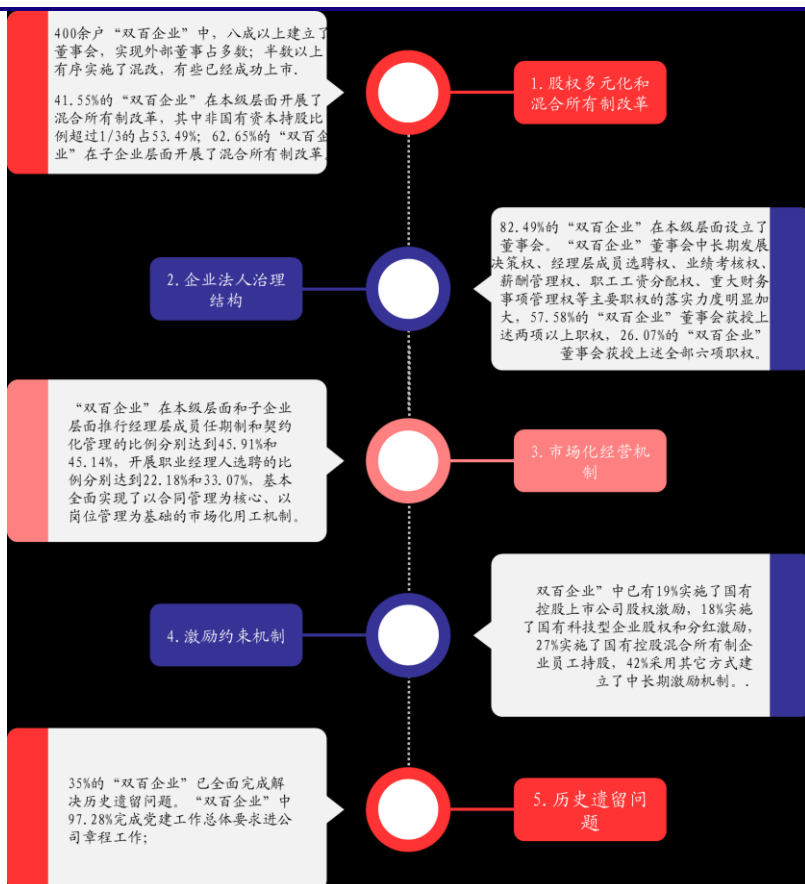 400余户“双百企业”中，八成以上建立了
董事会，实现外部董事占多数；半数以上
有序实施了混改，有些已经成功上市.
41.55%的“双百企业”在本级层面开展了
混合所有制改革，其中非国有资本持股比
例超过1/3的占53.49%；62.65%的“双百企
业”在子企业层面开展了混合所有制改革。
1.股权多元化和
混合所有制改革
2.企业法人治理
结构
82.49%的“双百企业”在本级层面设立了
董事会。“双百企业”董事会中长期发展
决策权、经理层成员选聘权、业绩考核权、
薪酬管理权、职工工资分配权、重大财务
事项管理权等主要职权的落实力度明显加
大，57.58%的“双百企业”董事会获授上
述两项以上职权，26.07%的“双百企业”
董事会获授上述全部六项职权。
“双百企业”在本级层面和子企业
层面推行经理层成员任期制和契约
化管理的比例分别达到45.91%和
45.14%，开展职业经理人选聘的比
例分别达到22.18%和33.07%，基本
全面实现了以合同管理为核心、以
岗位管理为基础的市场化用工机制。
3.市场化经营机
制
4.激励约束机制
双百企业”中已有19%实施了国有
控股上市公司股权激励，18%实施
了国有科技型企业股权和分红激励，
27%实施了国有控股混合所有制企
业员工持股，42%采用其它方式建
立了中长期激励机制。.
35%的“双百企业”已全面完成解
决历史遗留问题。“双百企业”中
97.28%完成党建工作总体要求进公
司章程工作；
5.历史遗留问
题